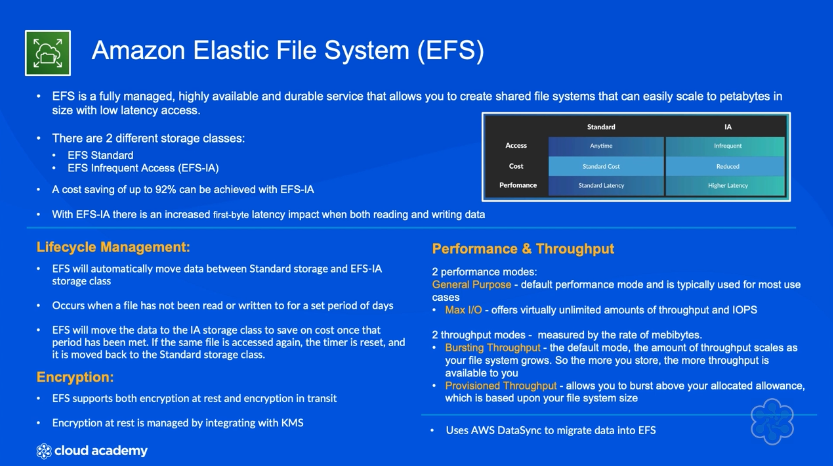 Amazon Elastic File System (EFS)
• EFS is a fully managed, highly available and durable service that allows you to create shared file systems that can easily scale to petabytes in
size with low latency access.
• There are 2 different storage classes:
• EFS Standard
• EFS Infrequent Access (EFS-IA)
• A cost saving of up to 92% can be achieved with EFS-IA
• With EFS-IA there is an increased first-byte latency impact when both reading and writing data
Standard IA
Access Anytime Infrequent
Cost Standard Cost Reduced
Perfomance Standard Latency Higher Latency
Lifecycle Management:
• EFS will automatically move data between Standard storage and EFS-IA
storage class
• Occurs when a file has not been read or written to for a set period of days
• EFS will move the data to the IA storage class to save on cost once that
period has been met. If the same file is accessed again, the timer is reset, and
it is moved back to the Standard storage class.
Encryption:
• EFS supports both encryption at rest and encryption in transit
• Encryption at rest is managed by integrating with KMS
Performance & Throughput
2 performance modes:
General Purpose - default performance mode and is typically used for most use
cases
• Max I/O - offers virtually unlimited amounts of throughput and IOPS
2 throughput modes - measured by the rate of mebibytes.
• Bursting Throughput - the default mode, the amount of throughput scales as
your file system grows. So the more you store, the more throughput is
available to you
• Provisioned Throughput - allows you to burst above your allocated allowance,
which is based upon your file system size
• Uses AWS DataSync to migrate data into EFS
cloud academy